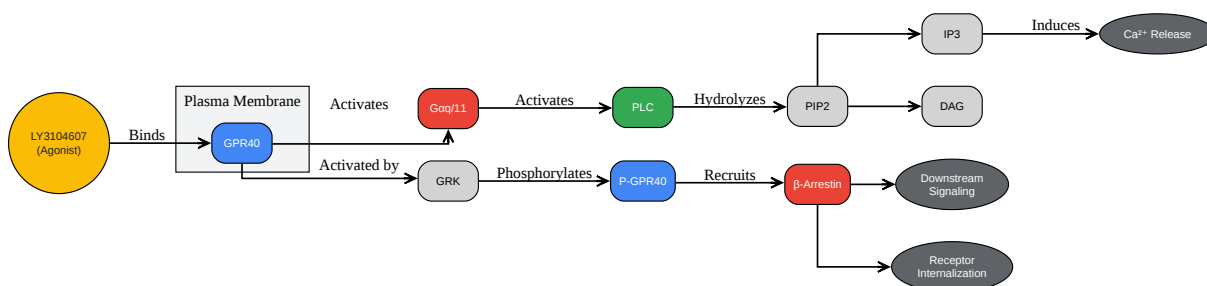 LY3104607
(Agonist)
Binds
Plasma Membrane
GPR40
Activates
Gαq/11
Activates
PLC
Hydrolyzes
PIP2
IP3
Induces
Ca²⁺ Release
DAG
Activated by
GRK
Phosphorylates
P-GPR40
Recruits
β-Arrestin
Downstream
Signaling
Receptor
Internalization